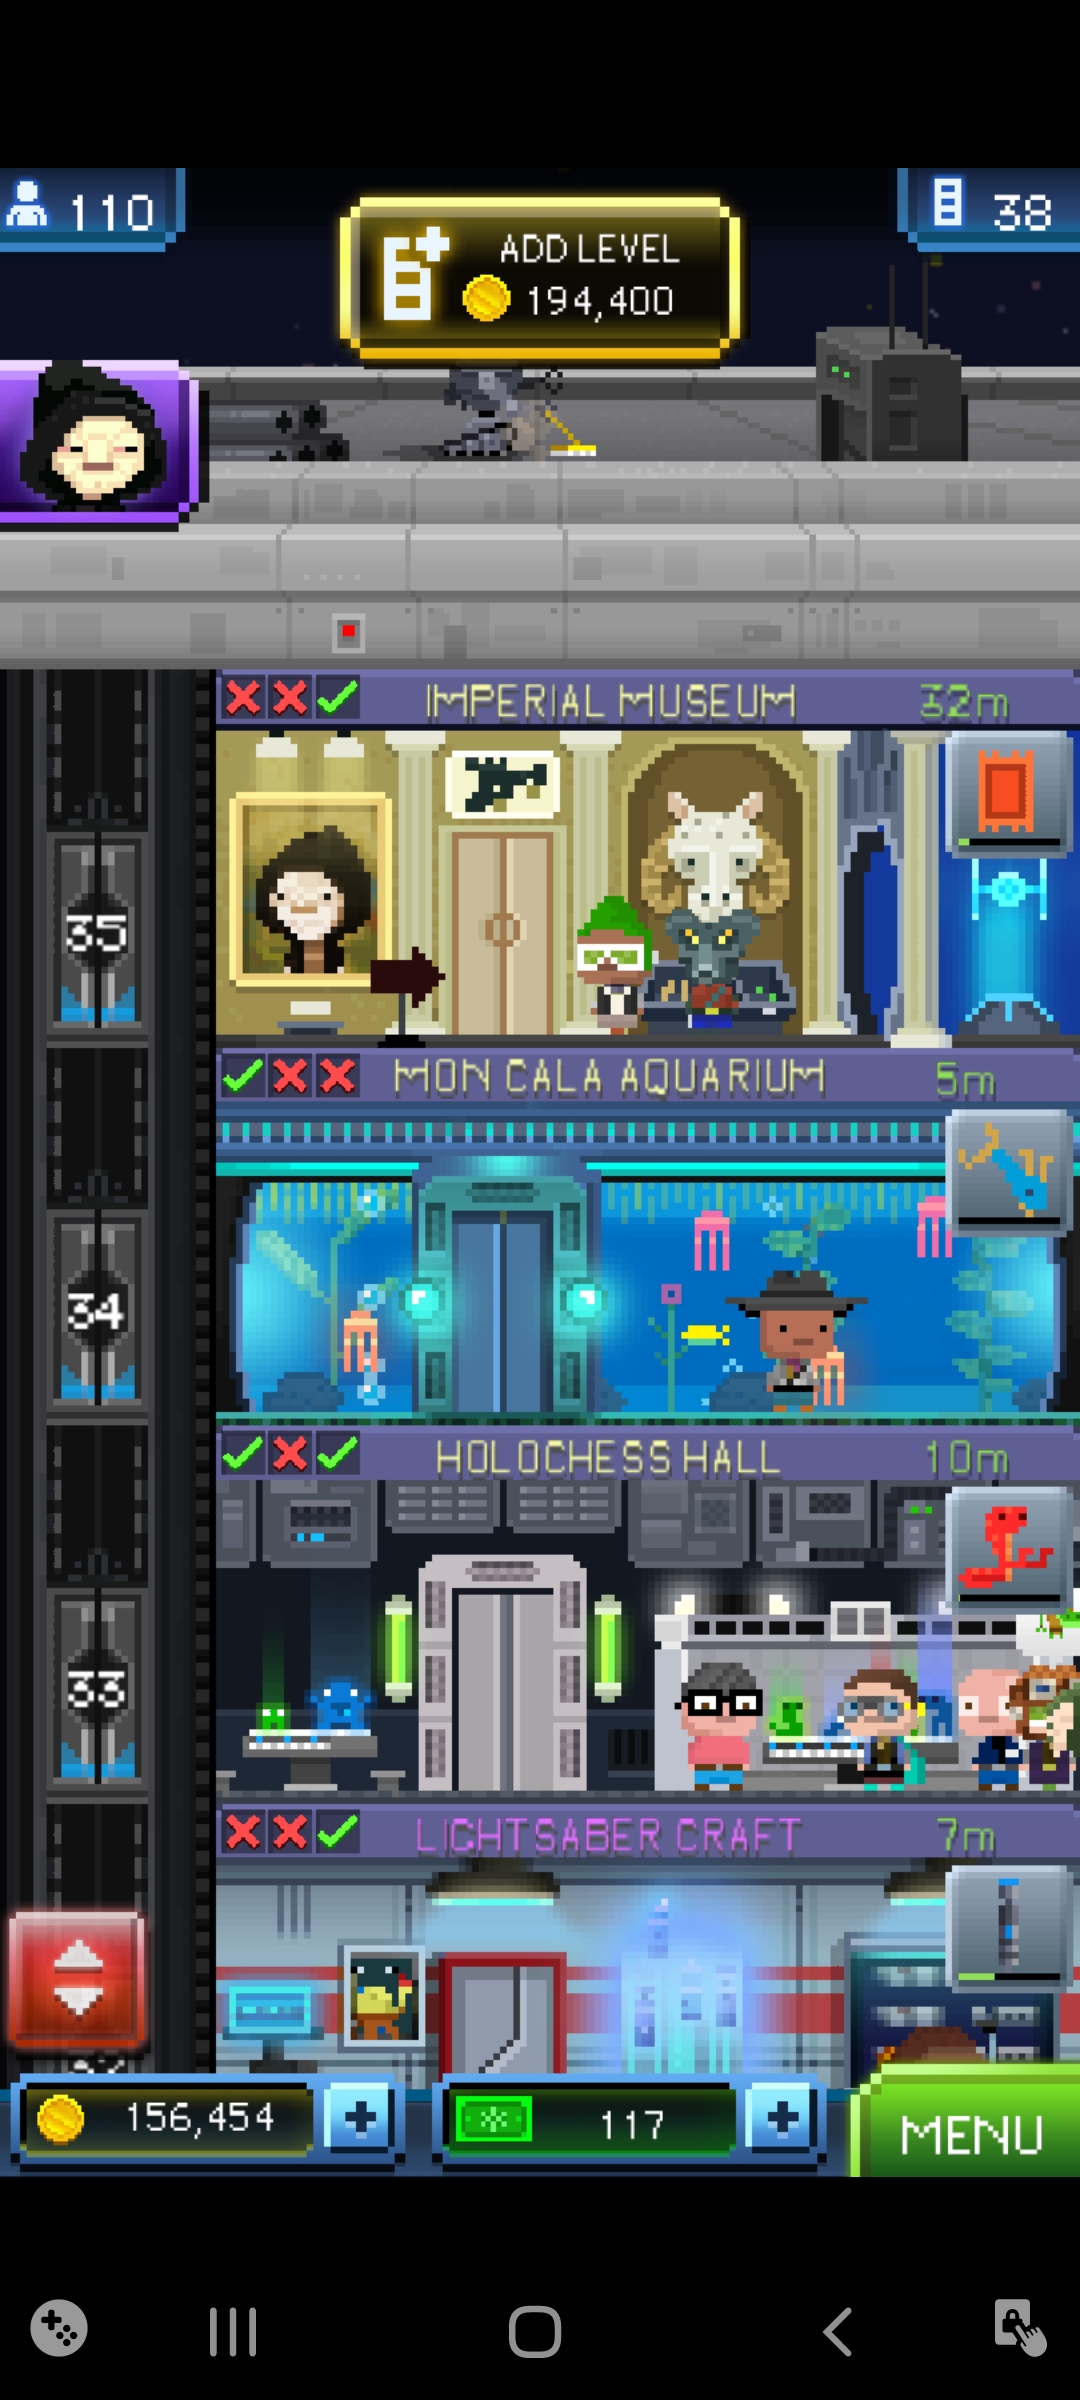 110
ADD LEVEL
194,400
38
IMPERIAL MUSEUM 32m
35
MON CALA AQUARIUM 5m
34
HOLOCHESS HALL 10m
33
LIGHTSABER CRAFT 7m
156,454
117
MENU